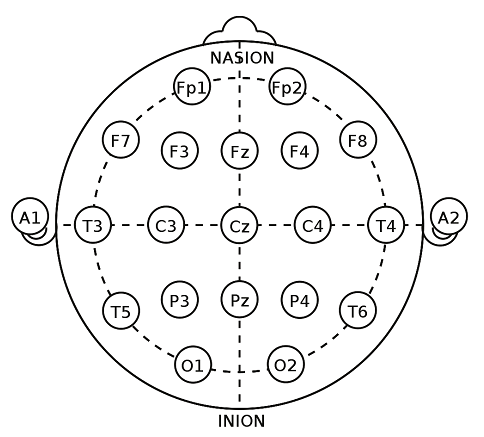 NASION
Fp1 Fp2
F7 F3 Fz F4 F8
A1 T3 C3 Cz C4 T4 A2
T5 P3 Pz P4 T6
O1 O2
INION